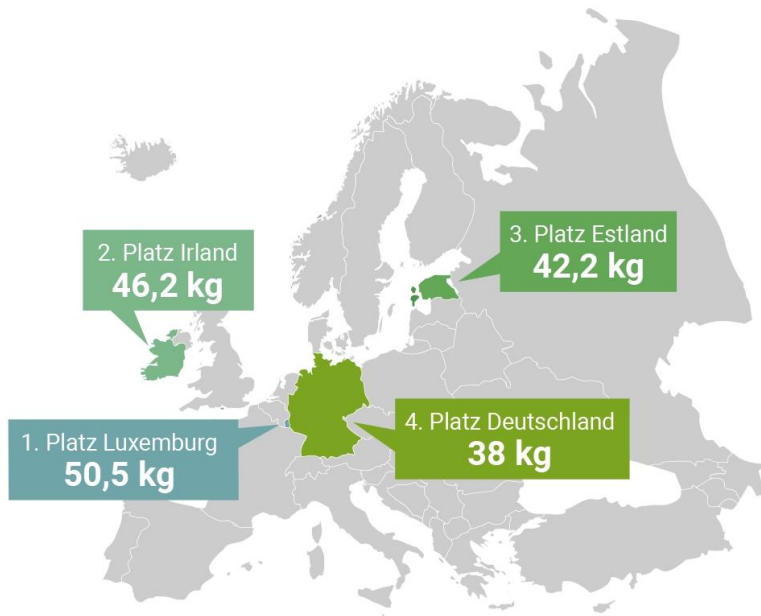 2. Platz Irland
46,2 kg
3. Platz Estland
42,2 kg
1. Platz Luxemburg
50,5 kg
4. Platz Deutschland
38 kg